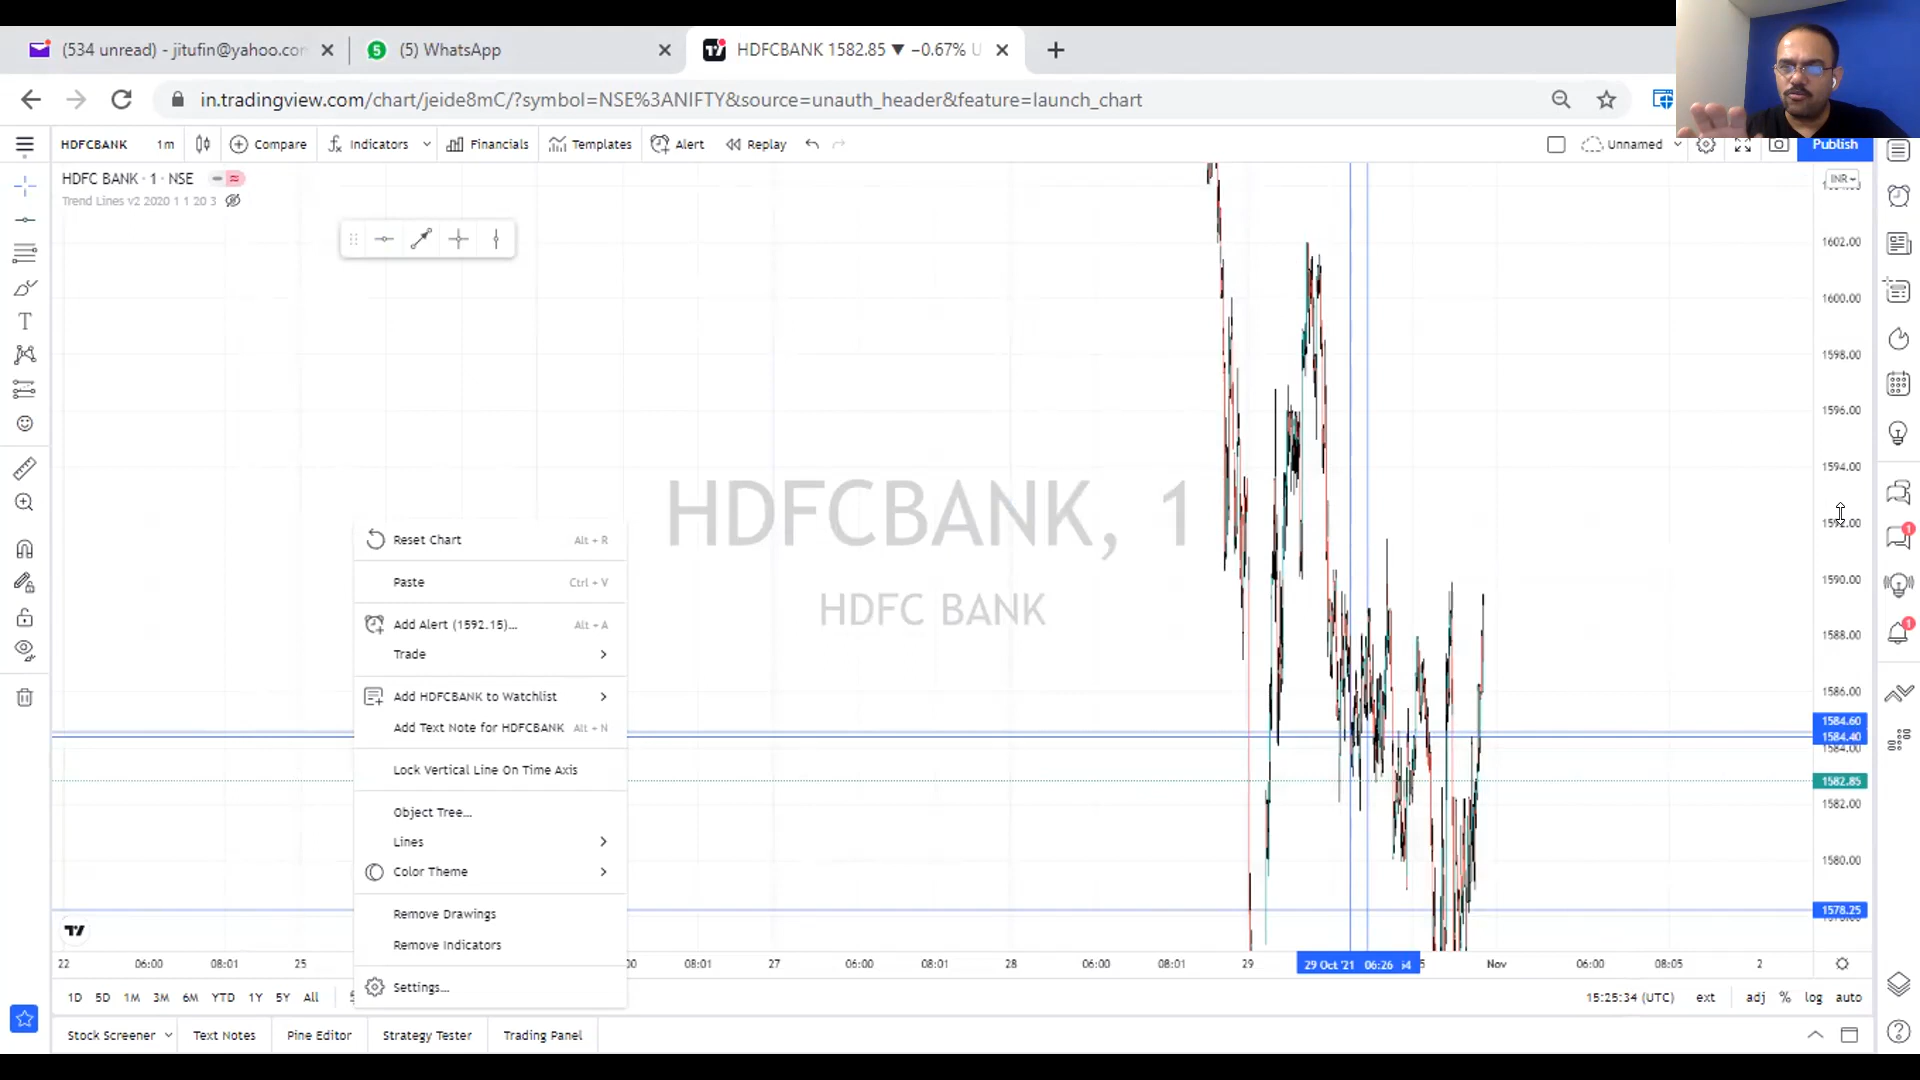 (534 unread) - jitufin@yahoo.con
5 (5) WhatsApp
HDFCBANK 1582.85 ▼ −0.67% U
in.tradingview.com/chart/jeide8mC/?symbol=NSE%3ANIFTY&source=unauth_header&feature=launch_chart
HDFCBANK 1m Compare Indicators Financials Templates Alert Replay Unnamed Publish
HDFC BANK · 1 · NSE
Trend Lines v2 2020 1 1 20 3
INR
1602.00
1600.00
1598.00
1596.00
1594.00
1592.00
1590.00
1588.00
1586.00
1584.60
1584.40
1584.00
1582.85
1582.00
1580.00
1578.25
HDFCBANK, 1
HDFC BANK
Reset Chart Alt + R
Paste Ctrl + V
Add Alert (1592.15)... Alt + A
Trade
Add HDFCBANK to Watchlist
Add Text Note for HDFCBANK Alt + N
Lock Vertical Line On Time Axis
Object Tree...
Lines
Color Theme
Remove Drawings
Remove Indicators
Settings...
1
1
22 06:00 08:01 25 00 08:01 27 06:00 08:01 28 06:00 08:01 29 29 Oct '21 06:26 Nov 06:00 08:05 2
1D 5D 1M 3M 6M YTD 1Y 5Y All 15:25:34 (UTC) ext adj % log auto
Stock Screener Text Notes Pine Editor Strategy Tester Trading Panel